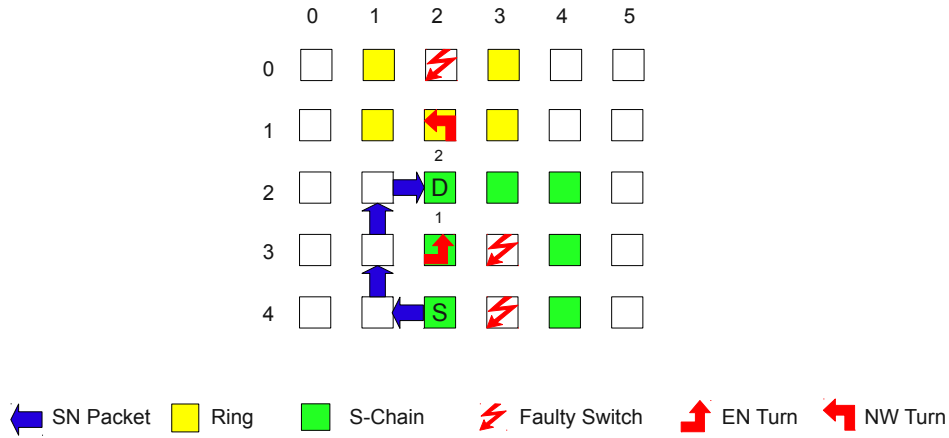 0 1 2 3 4 5
0
1
2
2 D
1
3
4 S
SN Packet Ring S-Chain Faulty Switch EN Turn NW Turn